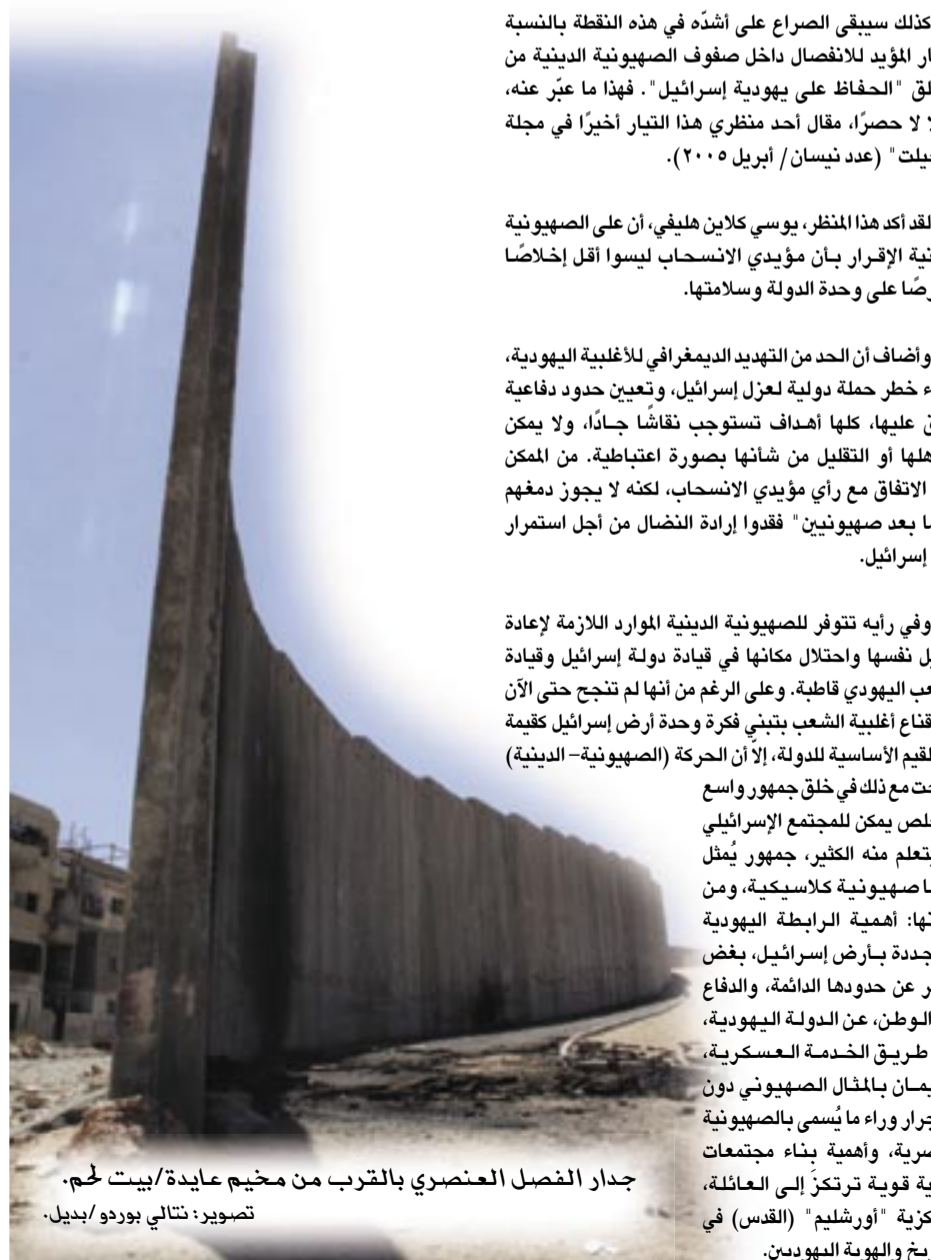 كذلك سيبقى الصراع على أشدّه في هذه النقطة بالنسبة
ار المؤيد للانفصال داخل صفوف الصهيونية الدينية من
لق "الحفاظ على يهودية إسرائيل". فهذا ما عبّر عنه،
لا لا حصرًا، مقال أحد منظري هذا التيار أخيرًا في مجلة
يلت" (عدد نيسان/ أبريل ٢٠٠٥).
لقد أكد هذا المنظر، يوسي كلاين هليفي، أن على الصهيونية
نية الإقرار بأن مؤيدي الانسحاب ليسوا أقل إخلاصًا
رصًا على وحدة الدولة وسلامتها.
وأضاف أن الحد من التهديد الديمغرافي للأغلبية اليهودية،
ء خطر حملة دولية لعزل إسرائيل، وتعيين حدود دفاعية
ق عليها، كلها أهداف تستوجب نقاشًا جادًا، ولا يمكن
هلها أو التقليل من شأنها بصورة اعتباطية. من الممكن
الاتفاق مع رأي مؤيدي الانسحاب، لكنه لا يجوز دمغهم
ما بعد صهيونيين" فقدوا إرادة النضال من أجل استمرار
إسرائيل.
وفي رأيه تتوفر للصهيونية الدينية الموارد اللازمة لإعادة
يل نفسها واحتلال مكانها في قيادة دولة إسرائيل وقيادة
عب اليهودي قاطبة. وعلى الرغم من أنها لم تنجح حتى الآن
قناع أغلبية الشعب بتبني فكرة وحدة أرض إسرائيل كقيمة
لقيم الأساسية للدولة، إلاّ أن الحركة (الصهيونية- الدينية)
حت مع ذلك في خلق جمهور واسع
خلص يمكن للمجتمع الإسرائيلي
يتعلم منه الكثير، جمهور يُمثل
ا صهيونية كلاسيكية، ومن
تها: أهمية الرابطة اليهودية
جددة بأرض إسرائيل، بغض
ر عن حدودها الدائمة، والدفاع
الوطن، عن الدولة اليهودية،
طريق الخدمة العسكرية،
يمان بالمثال الصهيوني دون
جرار وراء ما يُسمى بالصهيونية
صرية، وأهمية بناء مجتمعات
ية قوية ترتكز إلى العائلة،
كزية "أورشليم" (القدس) في
ريخ والهوية اليهوديين.
جدار الفصل العنصري بالقرب من مخيم عايدة/بيت لحم.
تصوير: نتالي بوردو/بديل.